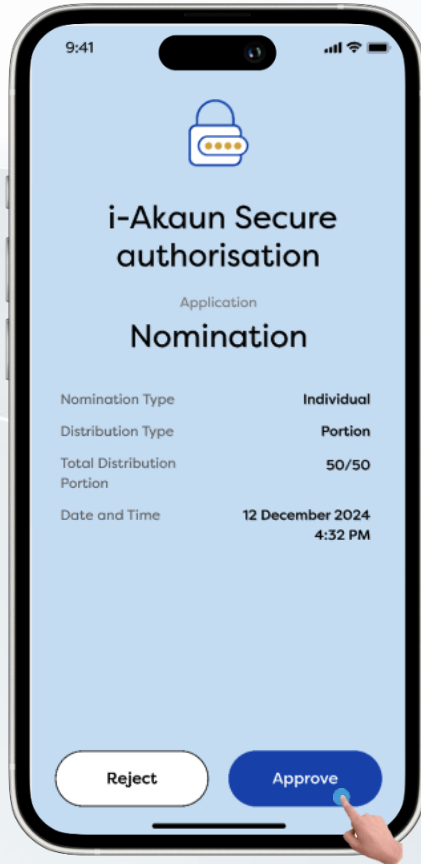 9:41
i-Akaun Secure
authorisation
Application
Nomination
Nomination Type Individual
Distribution Type Portion
Total Distribution 50/50
Portion
Date and Time 12 December 2024
4:32 PM
Reject Approve